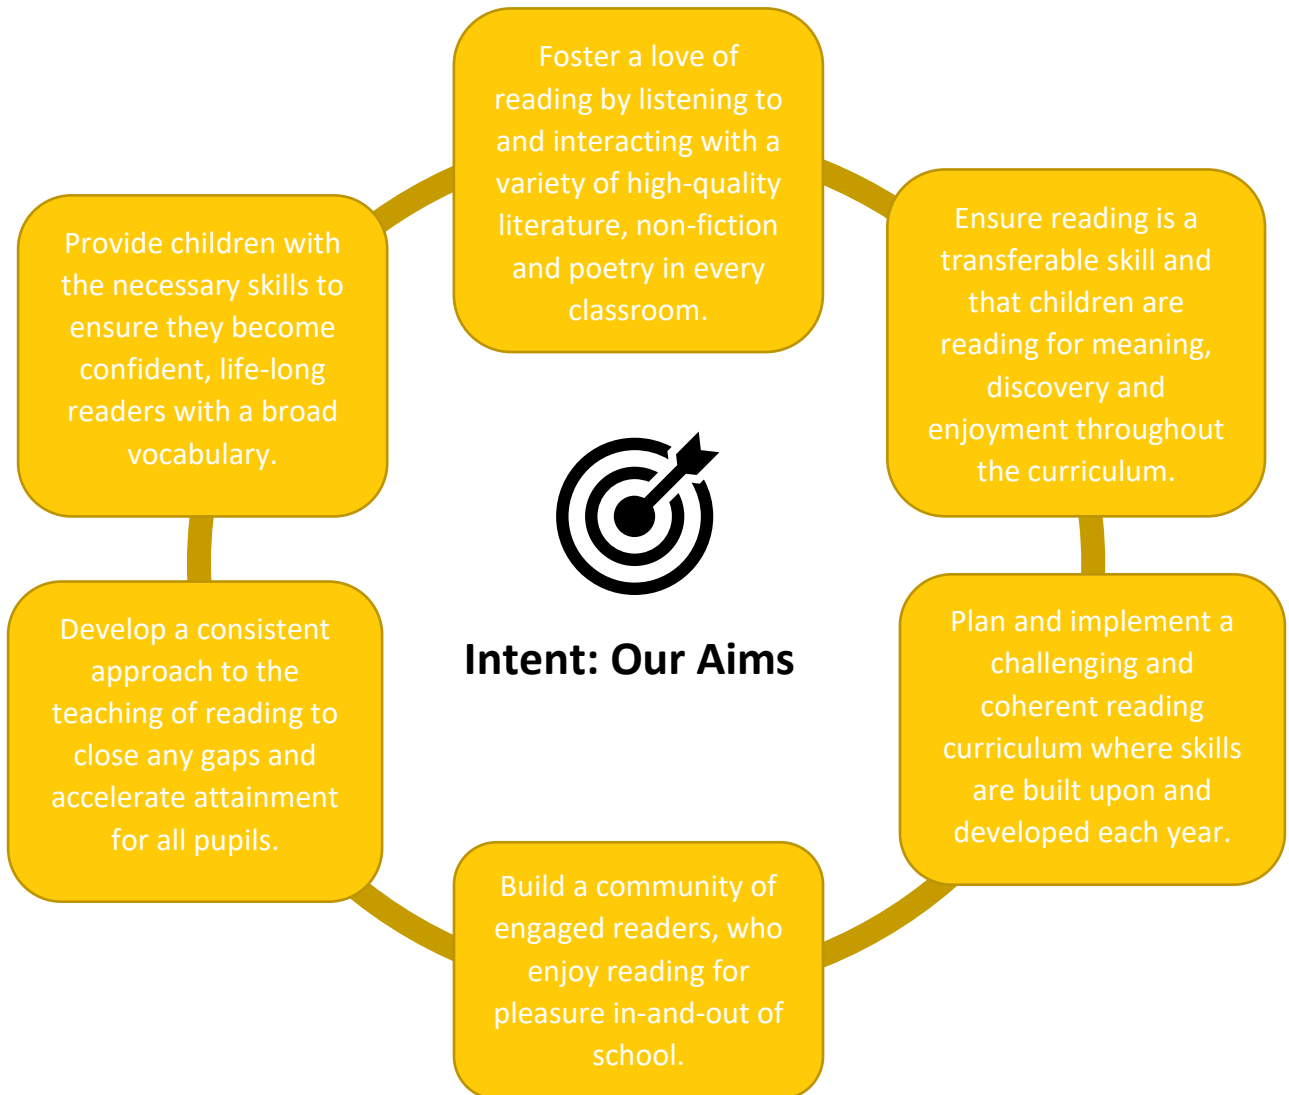 Foster a love of
reading by listening to
and interacting with a
variety of high-quality
literature, non-fiction
and poetry in every
classroom.
Ensure reading is a
transferable skill and
that children are
reading for meaning,
discovery and
enjoyment throughout
the curriculum.
Plan and implement a
challenging and
coherent reading
curriculum where skills
are built upon and
developed each year.
Build a community of
engaged readers, who
enjoy reading for
pleasure in-and-out of
school.
Develop a consistent
approach to the
teaching of reading to
close any gaps and
accelerate attainment
for all pupils.
Provide children with
the necessary skills to
ensure they become
confident, life-long
readers with a broad
vocabulary.
Intent: Our Aims